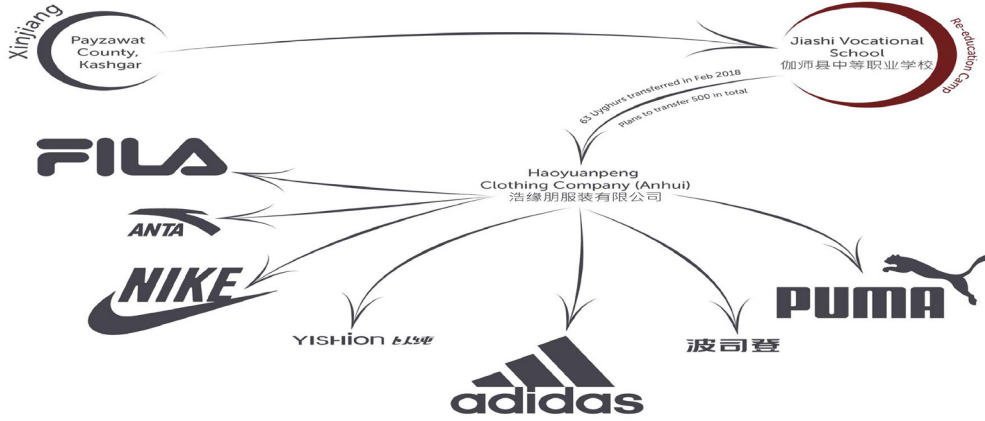 Xinjiang
Payzawat
County,
Kashgar
Jiashi Vocational
School
伽师县中等职业学校
Re-education Camp
63 Uyghurs transferred in Feb 2018
Plans to transfer 500 in total
Haoyuanpeng
Clothing Company (Anhui)
浩缘朋服装有限公司
FILA
ANTA
NIKE
YISHION 以纯
adidas
波司登
PUMA